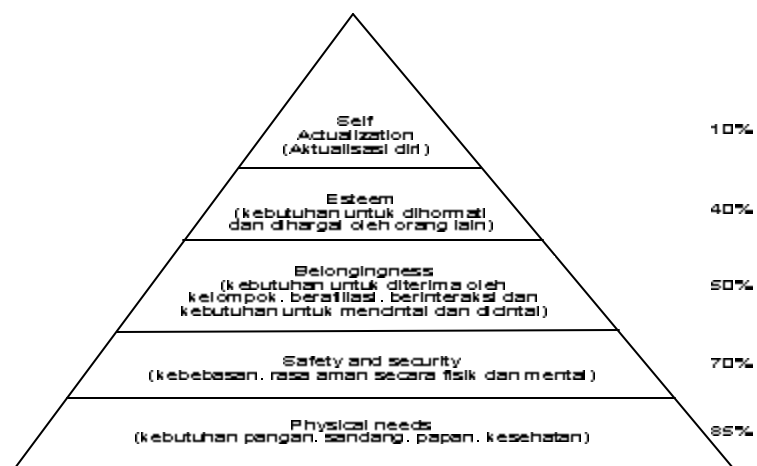 Self
Actualization
(Aktualisasi diri)
10%
Esteem
(kebutuhan untuk dihormati
dan dihargai oleh orang lain)
40%
Belongingness
(kebutuhan untuk diterima oleh
kelompok, berafiliasi, berinteraksi dan
kebutuhan untuk mencintai dan dicintai)
50%
Safety and security
(kebebasan, rasa aman secara fisik dan mental)
70%
Physical needs
(kebutuhan pangan, sandang, papan, kesehatan)
85%